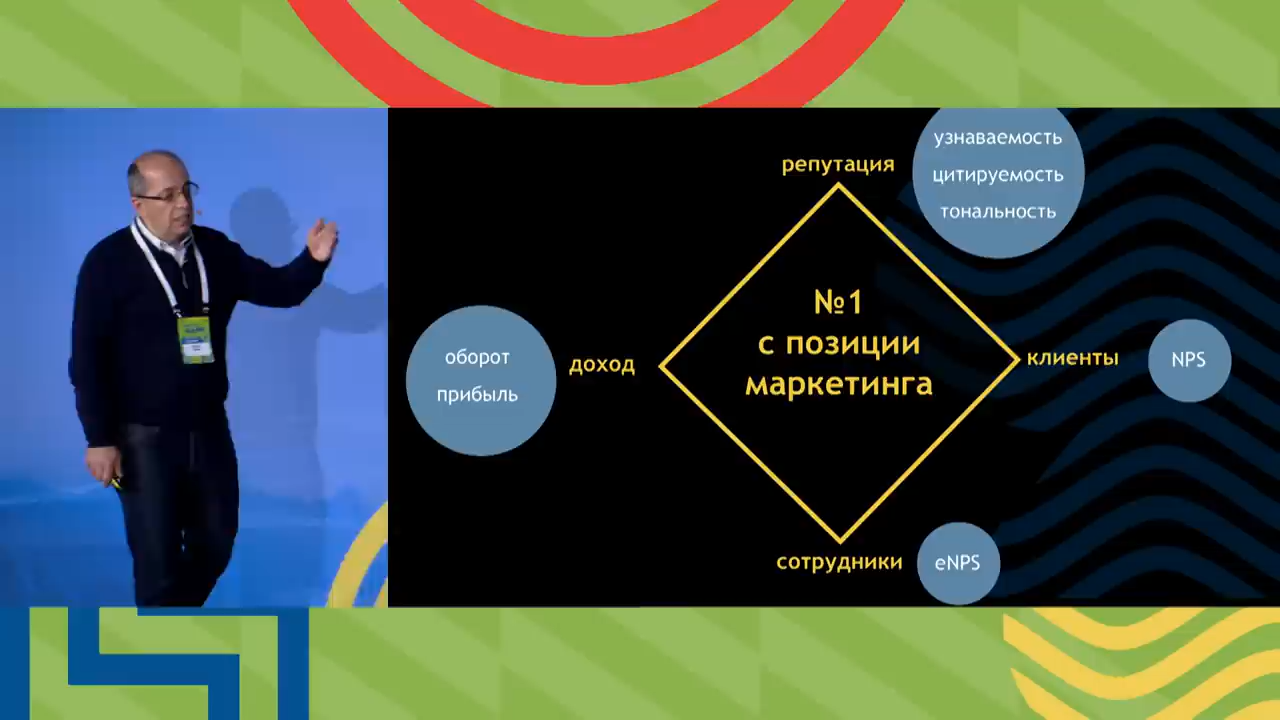 репутация
узнаваемость
цитируемость
тональность
№1
с позиции
маркетинга
оборот
прибыль
доход
клиенты
NPS
сотрудники
eNPS